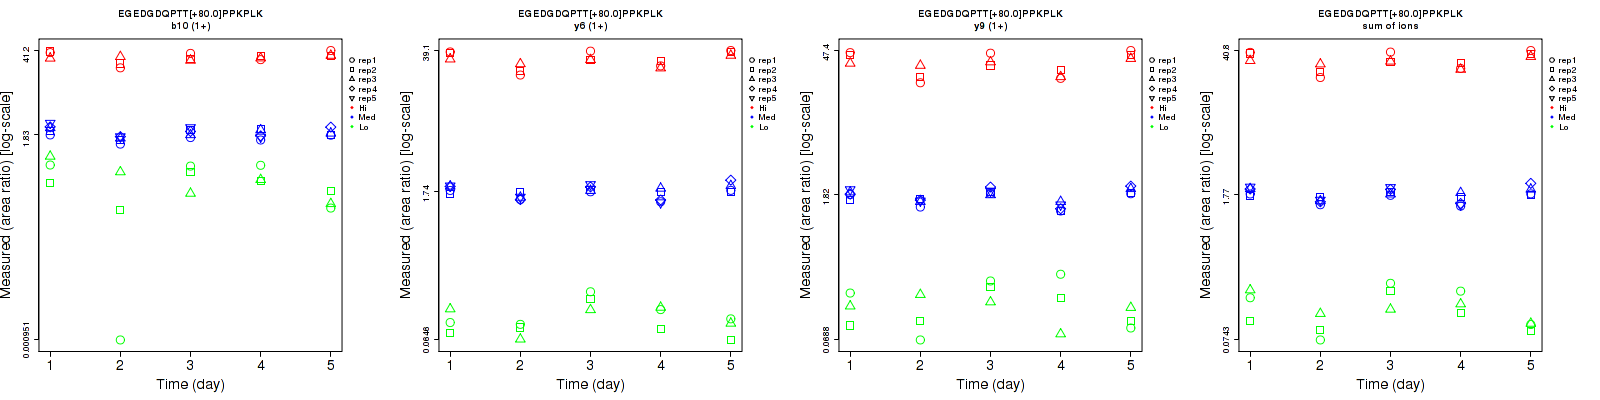 EGEDGDQPTT[+80.0]PPKPLK
b10 (1+)
Measured (area ratio) [log-scale]
41.2
1.83
0.000951
1 2 3 4 5
Time (day)
rep1
rep2
rep3
rep4
rep5
Hi
Med
Lo
EGEDGDQPTT[+80.0]PPKPLK
y6 (1+)
Measured (area ratio) [log-scale]
39.1
1.74
0.0646
1 2 3 4 5
Time (day)
rep1
rep2
rep3
rep4
rep5
Hi
Med
Lo
EGEDGDQPTT[+80.0]PPKPLK
y9 (1+)
Measured (area ratio) [log-scale]
47.4
1.82
0.0688
1 2 3 4 5
Time (day)
rep1
rep2
rep3
rep4
rep5
Hi
Med
Lo
EGEDGDQPTT[+80.0]PPKPLK
sum of ions
Measured (area ratio) [log-scale]
40.8
1.77
0.0743
1 2 3 4 5
Time (day)
rep1
rep2
rep3
rep4
rep5
Hi
Med
Lo